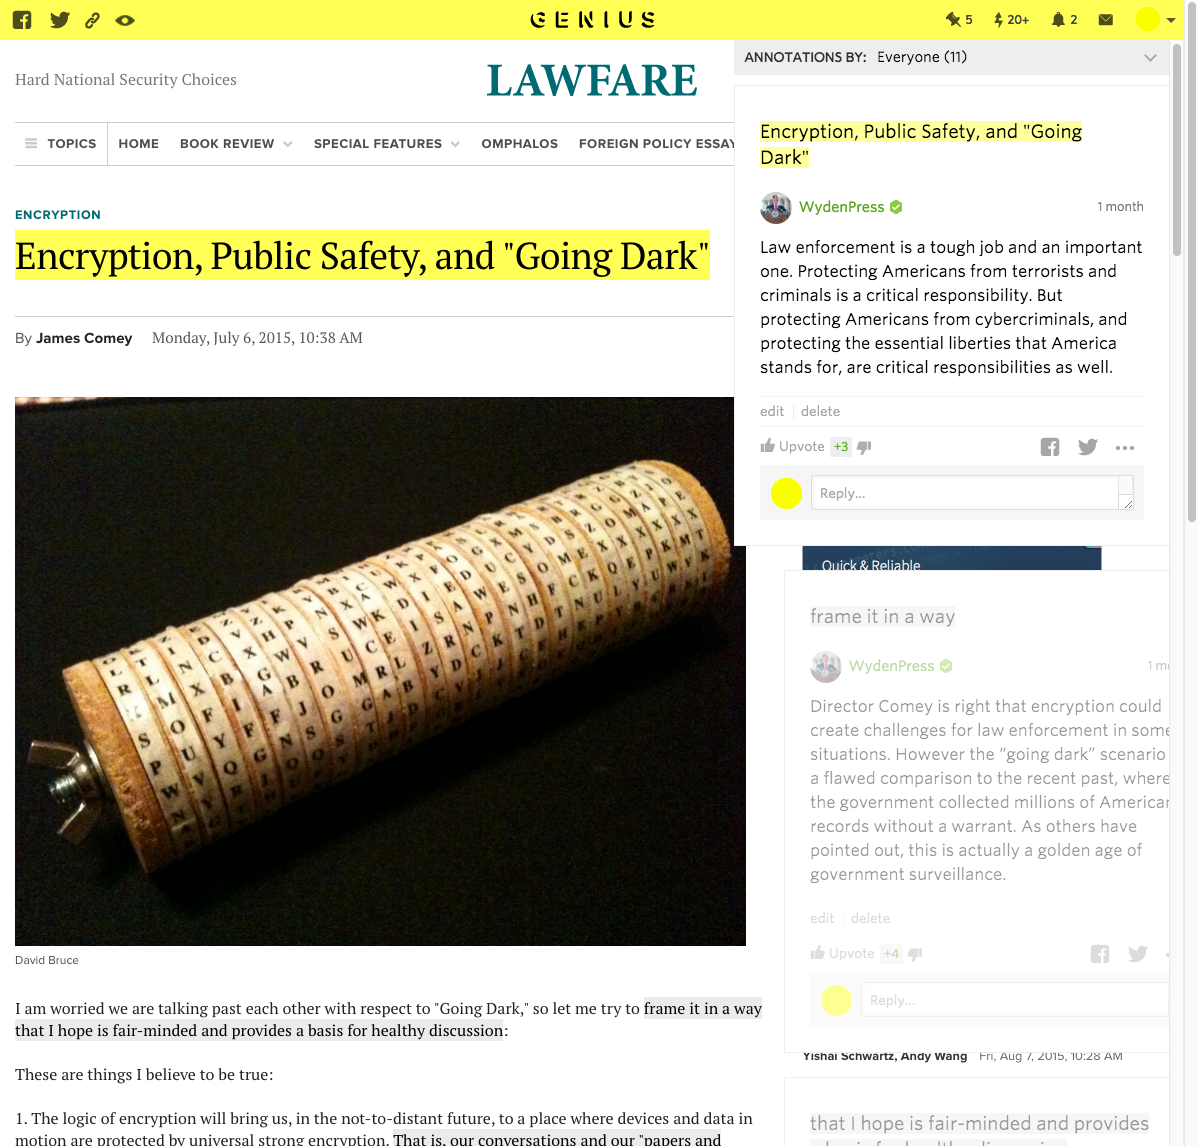 GENIUS
5
20+
2
Hard National Security Choices
LAWFARE
TOPICS
HOME
BOOK REVIEW
SPECIAL FEATURES
OMPHALOS
FOREIGN POLICY ESSAY
ENCRYPTION
Encryption, Public Safety, and "Going Dark"
By James Comey Monday, July 6, 2015, 10:38 AM
David Bruce
I am worried we are talking past each other with respect to "Going Dark," so let me try to frame it in a way
that I hope is fair-minded and provides a basis for healthy discussion:
These are things I believe to be true:
1. The logic of encryption will bring us, in the not-to-distant future, to a place where devices and data in
motion are protected by universal strong encryption. That is, our conversations and our "papers and
ANNOTATIONS BY: Everyone (11)
Encryption, Public Safety, and "Going
Dark"
WydenPress
1 month
Law enforcement is a tough job and an important
one. Protecting Americans from terrorists and
criminals is a critical responsibility. But
protecting Americans from cybercriminals, and
protecting the essential liberties that America
stands for, are critical responsibilities as well.
edit delete
Upvote +3
Reply...
Quick & Reliable
frame it in a way
WydenPress
1 mo
Director Comey is right that encryption could
create challenges for law enforcement in some
situations. However the “going dark” scenario
a flawed comparison to the recent past, where
the government collected millions of American
records without a warrant. As others have
pointed out, this is actually a golden age of
government surveillance.
edit delete
Upvote +4
Reply...
Yishai Schwartz, Andy Wang Fri, Aug 7, 2015, 10:28 AM
that I hope is fair-minded and provides